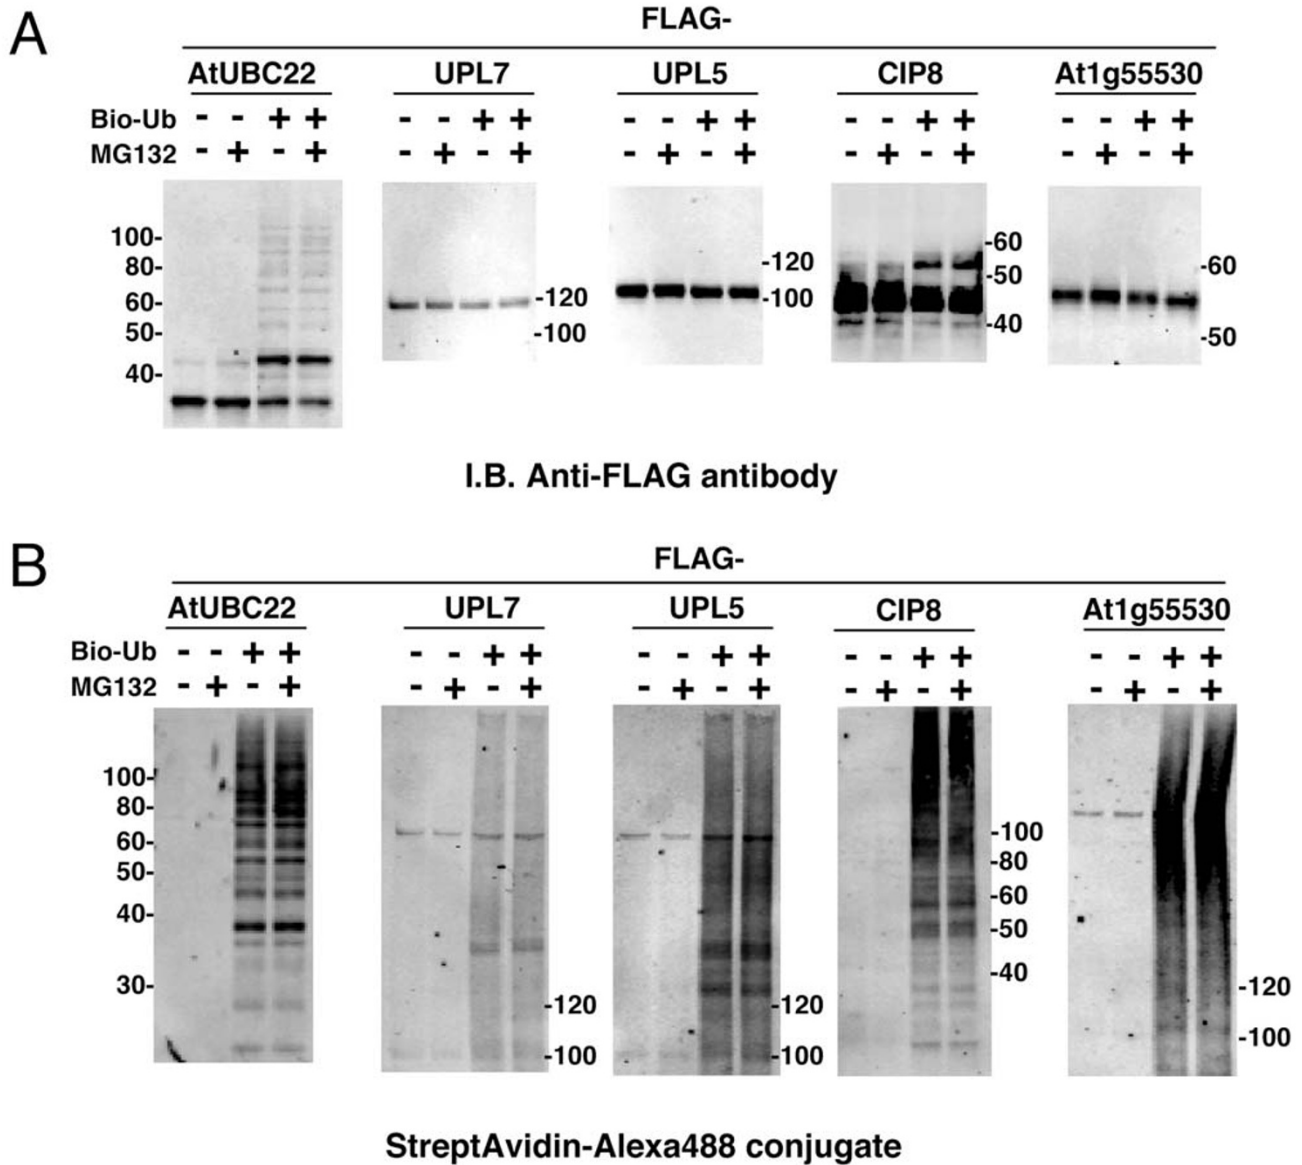 A
FLAG-
AtUBC22 UPL7 UPL5 CIP8 At1g55530
Bio-Ub - - + + - - + + - - + + - - + + - - + +
MG132 - + - + - + - + - + - + - + - + - + - +
100-
80-
60-
50-
40-
-120
-100
-120
-100
-60
-50
-40
-60
-50
I.B. Anti-FLAG antibody
B
FLAG-
AtUBC22 UPL7 UPL5 CIP8 At1g55530
Bio-Ub - - + + - - + + - - + + - - + + - - + +
MG132 - + - + - + - + - + - + - + - + - + - +
100-
80-
60-
50-
40-
30-
-120
-100
-120
-100
-100
-80
-60
-50
-40
-120
-100
StreptAvidin-Alexa488 conjugate